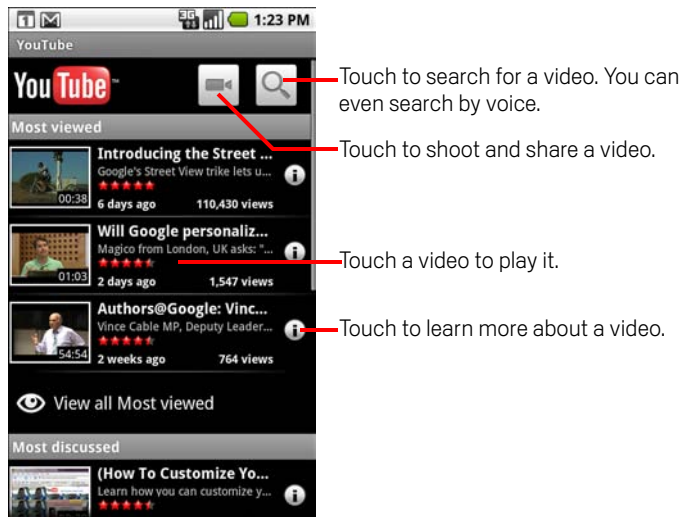 1 3G 1:23 PM
YouTube
YouTube™
Touch to search for a video. You can
even search by voice.
Touch to shoot and share a video.
Most viewed
Introducing the Street ...
Google's Street View trike lets u...
00:38
6 days ago 110,430 views
Will Google personaliz...
Magico from London, UK asks: "...
01:03
2 days ago 1,547 views
Touch a video to play it.
Authors@Google: Vinc...
Vince Cable MP, Deputy Leader...
54:54
2 weeks ago 764 views
Touch to learn more about a video.
View all Most viewed
Most discussed
(How To Customize Yo...
Learn how you can customize y...